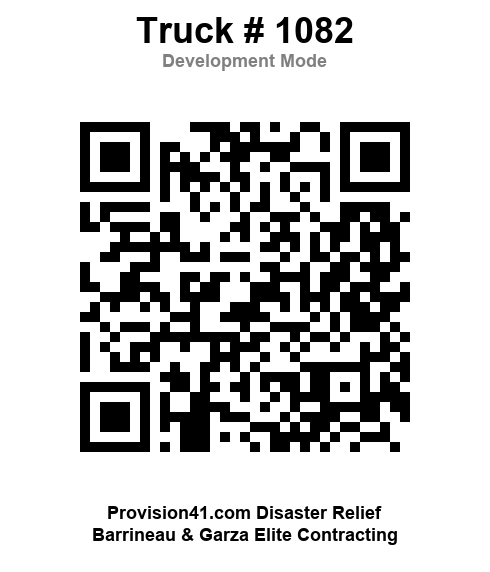 Truck # 1082
Development Mode
Provision41.com Disaster Relief
Barrineau & Garza Elite Contracting